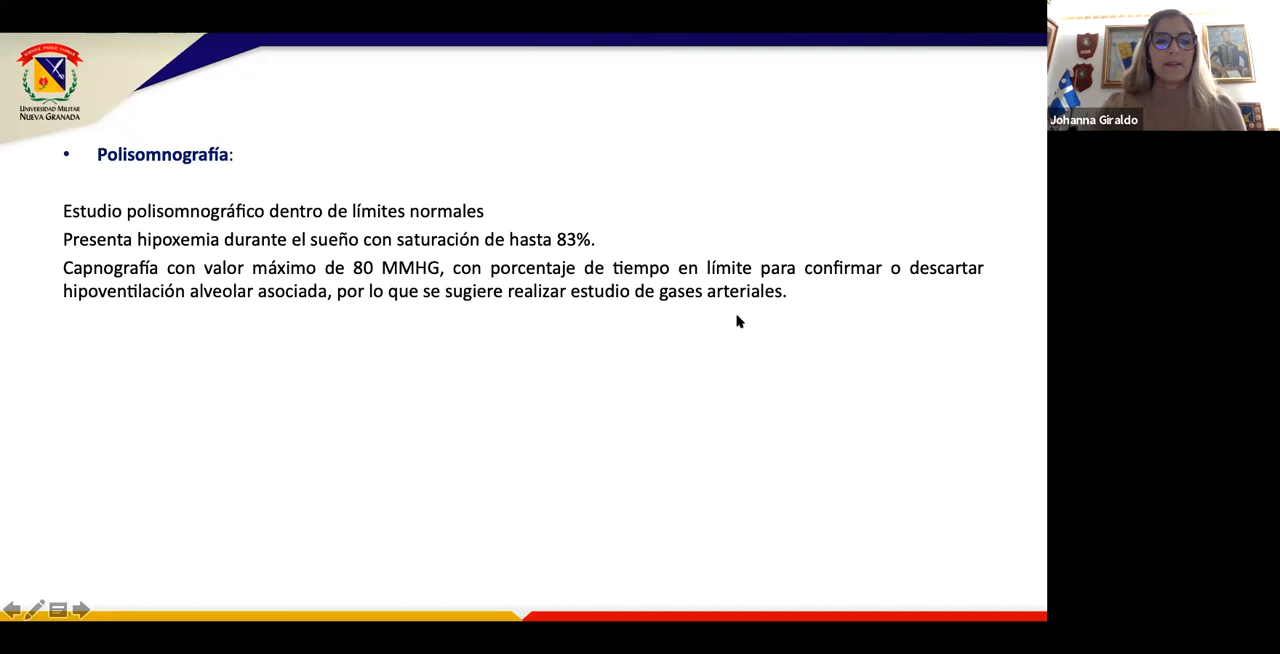 UNIVERSIDAD MILITAR
NUEVA GRANADA
• Polisomnografía:
Estudio polisomnográfico dentro de límites normales
Presenta hipoxemia durante el sueño con saturación de hasta 83%.
Capnografía con valor máximo de 80 MMHG, con porcentaje de tiempo en límite para confirmar o descartar
hipoventilación alveolar asociada, por lo que se sugiere realizar estudio de gases arteriales.
Johanna Giraldo